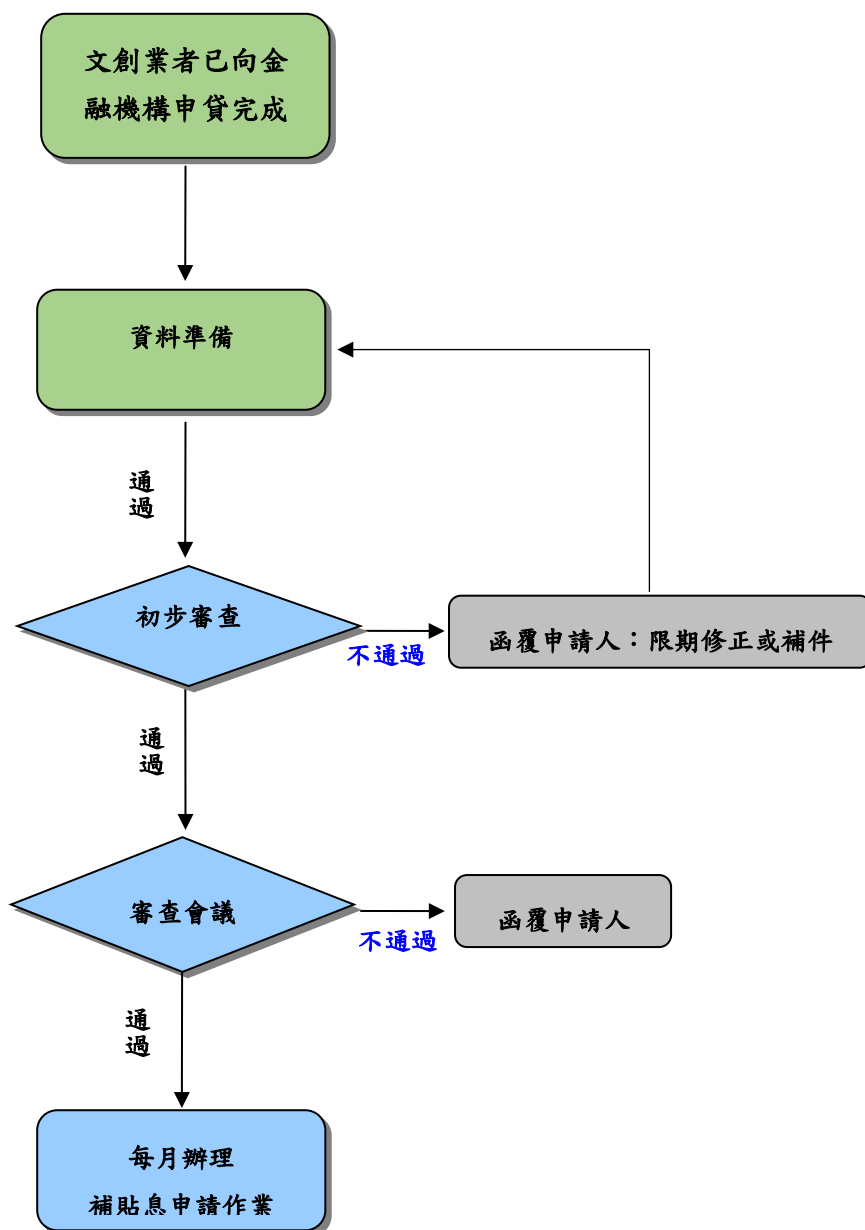 文創業者已向金
融機構申貸完成
資料準備
通
過
初步審查
不通過
函覆申請人：限期修正或補件
通
過
審查會議
不通過
函覆申請人
通
過
每月辦理
補貼息申請作業